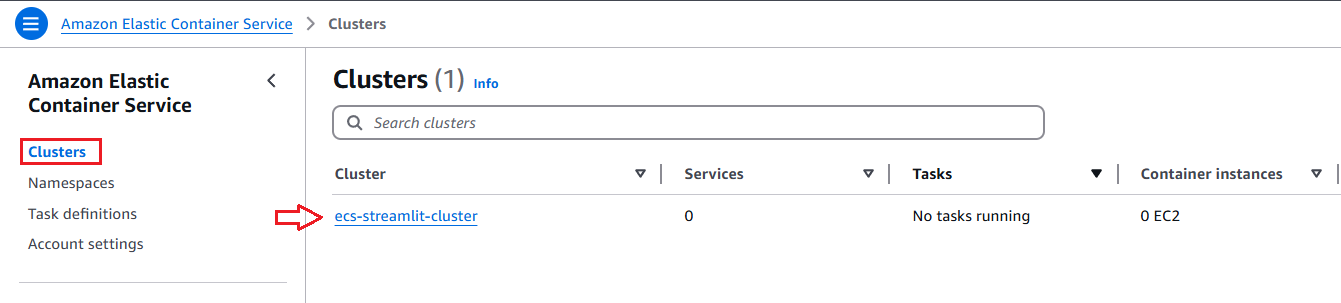 Amazon Elastic Container Service > Clusters
Amazon Elastic
Container Service
Clusters
Namespaces
Task definitions
Account settings
Clusters (1) Info
Search clusters
Cluster Services Tasks Container instances
ecs-streamlit-cluster 0 No tasks running 0 EC2